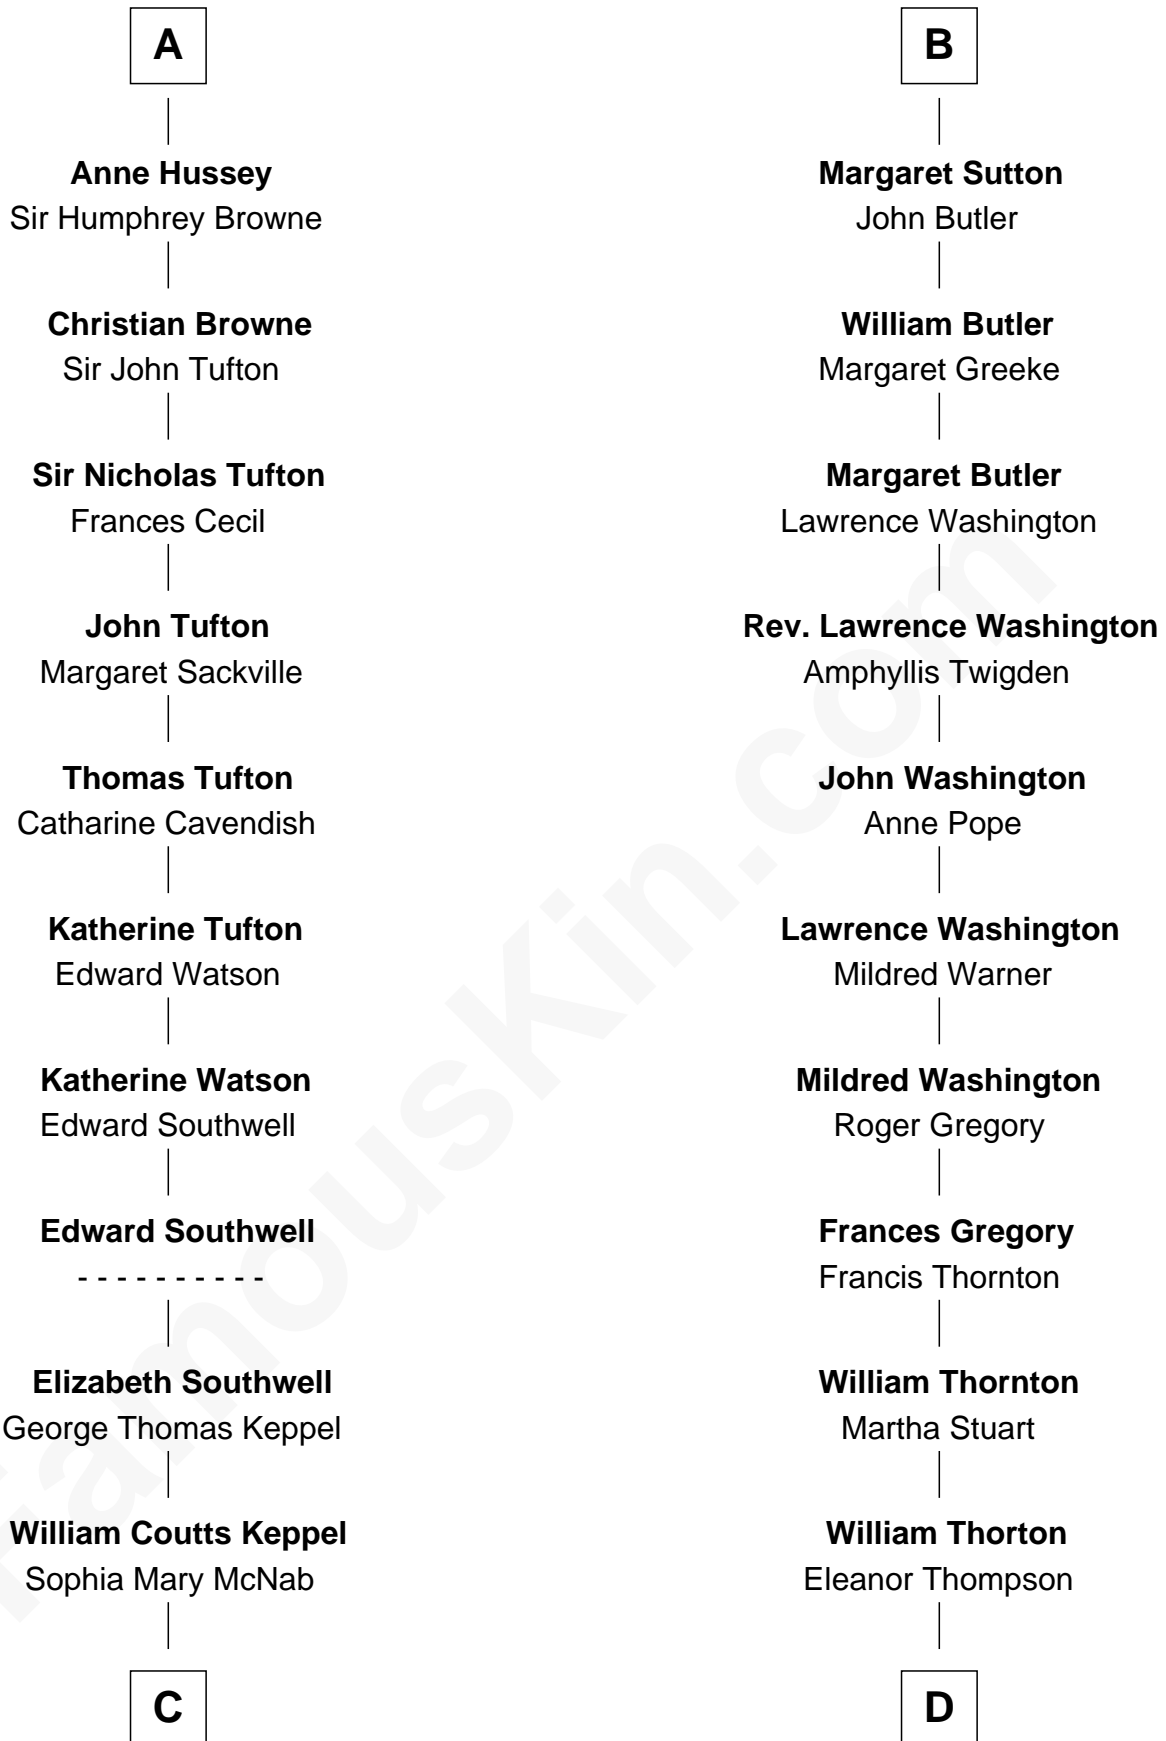 A
Anne Hussey
Sir Humphrey Browne
Christian Browne
Sir John Tufton
Sir Nicholas Tufton
Frances Cecil
John Tufton
Margaret Sackville
Thomas Tufton
Catharine Cavendish
Katherine Tufton
Edward Watson
Katherine Watson
Edward Southwell
Edward Southwell
- - - - - - - - - -
Elizabeth Southwell
George Thomas Keppel
William Coutts Keppel
Sophia Mary McNab
C
B
Margaret Sutton
John Butler
William Butler
Margaret Greeke
Margaret Butler
Lawrence Washington
Rev. Lawrence Washington
Amphyllis Twigden
John Washington
Anne Pope
Lawrence Washington
Mildred Warner
Mildred Washington
Roger Gregory
Frances Gregory
Francis Thornton
William Thornton
Martha Stuart
William Thorton
Eleanor Thompson
D
FamousKin.com